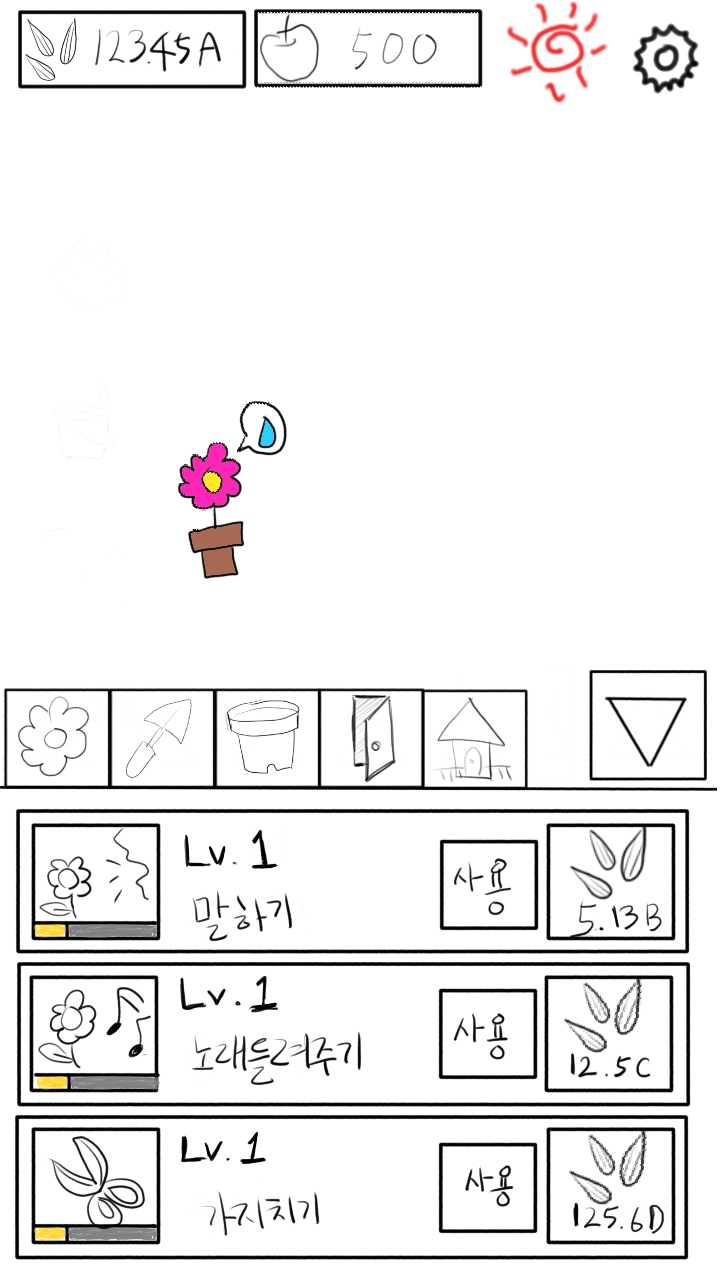 123.45A
500
Lv. 1
말하기
사용
5.13B
Lv. 1
노래들려주기
사용
12.5C
Lv. 1
가지치기
사용
125.6D